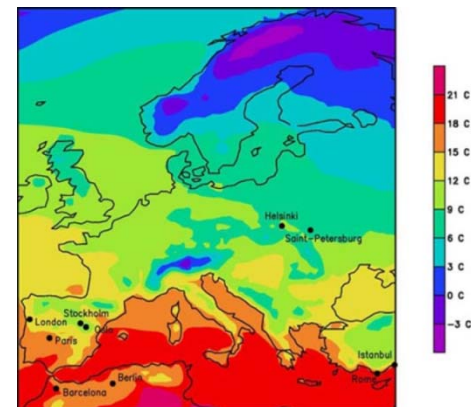 21 C
18 C
15 C
12 C
9 C
6 C
3 C
0 C
-3 C
Helsinki
Saint-Petersburg
Stockholm
London
Oslo
Paris
Istanbul
Rome
Berlin
Barcelona